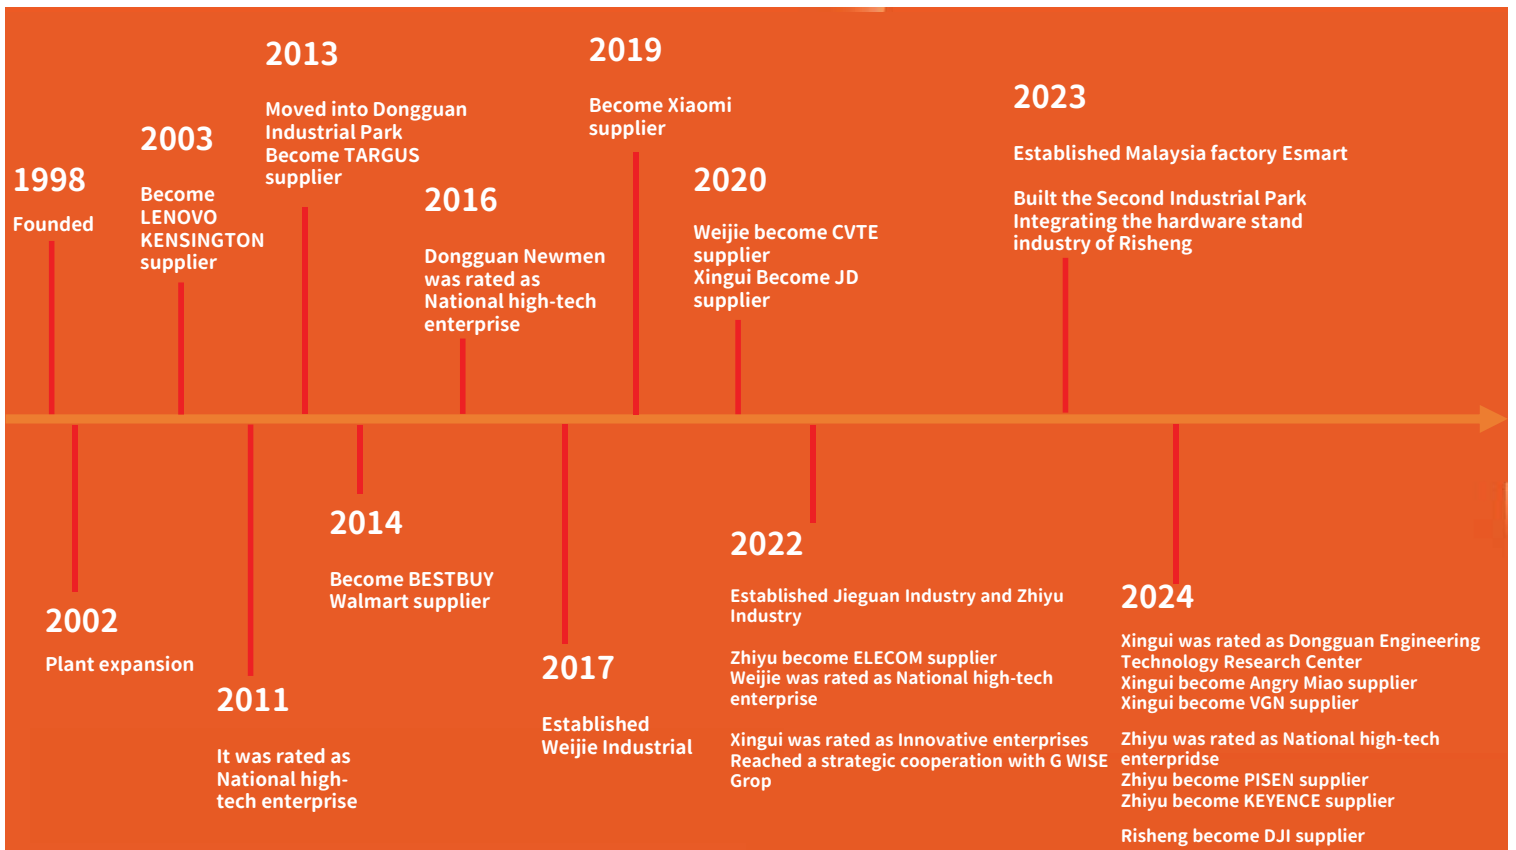 1998
Founded
2002
Plant expansion
2003
Become
LENOVO
KENSINGTON
supplier
2011
It was rated as
National high-
tech enterprise
2013
Moved into Dongguan
Industrial Park
Become TARGUS
supplier
2014
Become BESTBUY
Walmart supplier
2016
Dongguan Newmen
was rated as
National high-tech
enterprise
2017
Established
Weijie Industrial
2019
Become Xiaomi
supplier
2020
Weijie become CVTE
supplier
Xingui Become JD
supplier
2022
Established Jieguan Industry and Zhiyu
Industry
Zhiyu become ELECOM supplier
Weijie was rated as National high-tech
enterprise
Xingui was rated as Innovative enterprises
Reached a strategic cooperation with G WISE
Grop
2023
Established Malaysia factory Esmart
Built the Second Industrial Park
Integrating the hardware stand
industry of Risheng
2024
Xingui was rated as Dongguan Engineering
Technology Research Center
Xingui become Angry Miao supplier
Xingui become VGN supplier
Zhiyu was rated as National high-tech
enterpridse
Zhiyu become PISEN supplier
Zhiyu become KEYENCE supplier
Risheng become DJI supplier